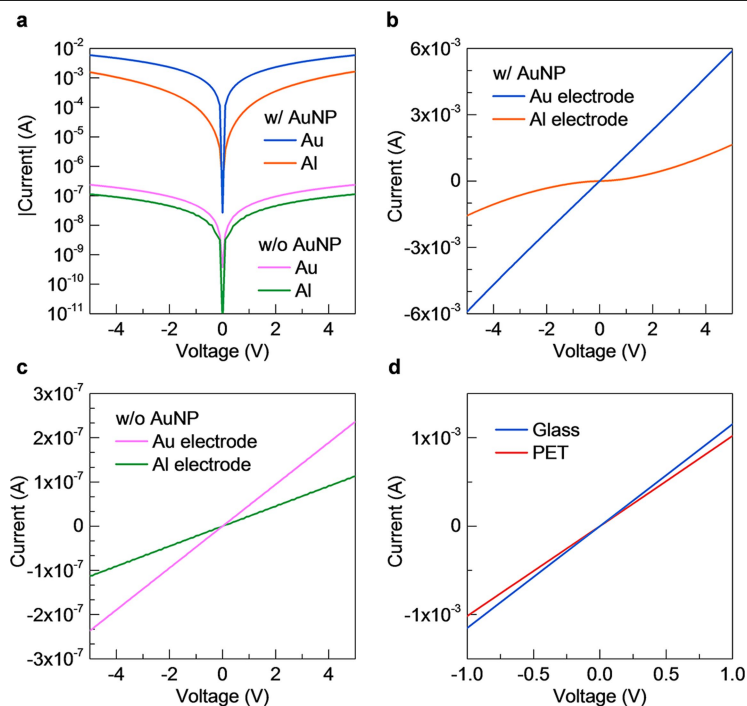 a
10⁻²
10⁻³
10⁻⁴
10⁻⁵
10⁻⁶
10⁻⁷
10⁻⁸
10⁻⁹
10⁻¹⁰
10⁻¹¹
|Current| (A)
w/ AuNP
Au
Al
w/o AuNP
Au
Al
-4 -2 0 2 4
Voltage (V)
b
6x10⁻³
3x10⁻³
0
-3x10⁻³
-6x10⁻³
Current (A)
w/ AuNP
Au electrode
Al electrode
-4 -2 0 2 4
Voltage (V)
c
3x10⁻⁷
2x10⁻⁷
1x10⁻⁷
0
-1x10⁻⁷
-2x10⁻⁷
-3x10⁻⁷
Current (A)
w/o AuNP
Au electrode
Al electrode
-4 -2 0 2 4
Voltage (V)
d
1x10⁻³
0
-1x10⁻³
Current (A)
Glass
PET
-1.0 -0.5 0.0 0.5 1.0
Voltage (V)